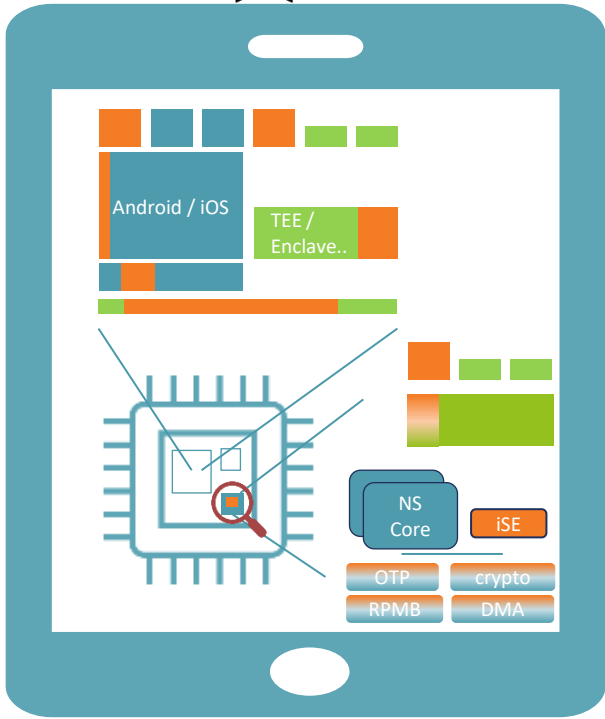 Android / iOS
TEE /
Enclave..
NS
Core
iSE
OTP
crypto
RPMB
DMA